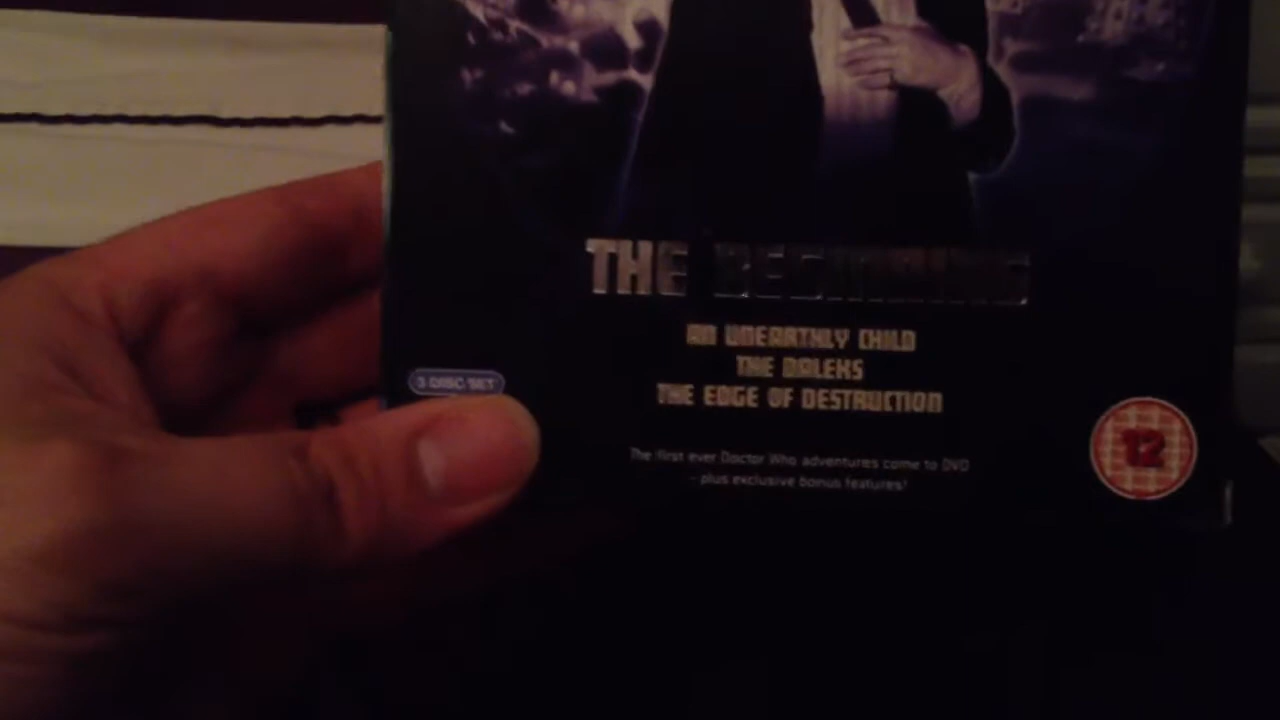 THE BEGINNING
AN UNEARTHLY CHILD
THE DALEKS
THE EDGE OF DESTRUCTION
3 DISC SET
12
The first ever Doctor Who adventures come to DVD
- plus exclusive bonus features!